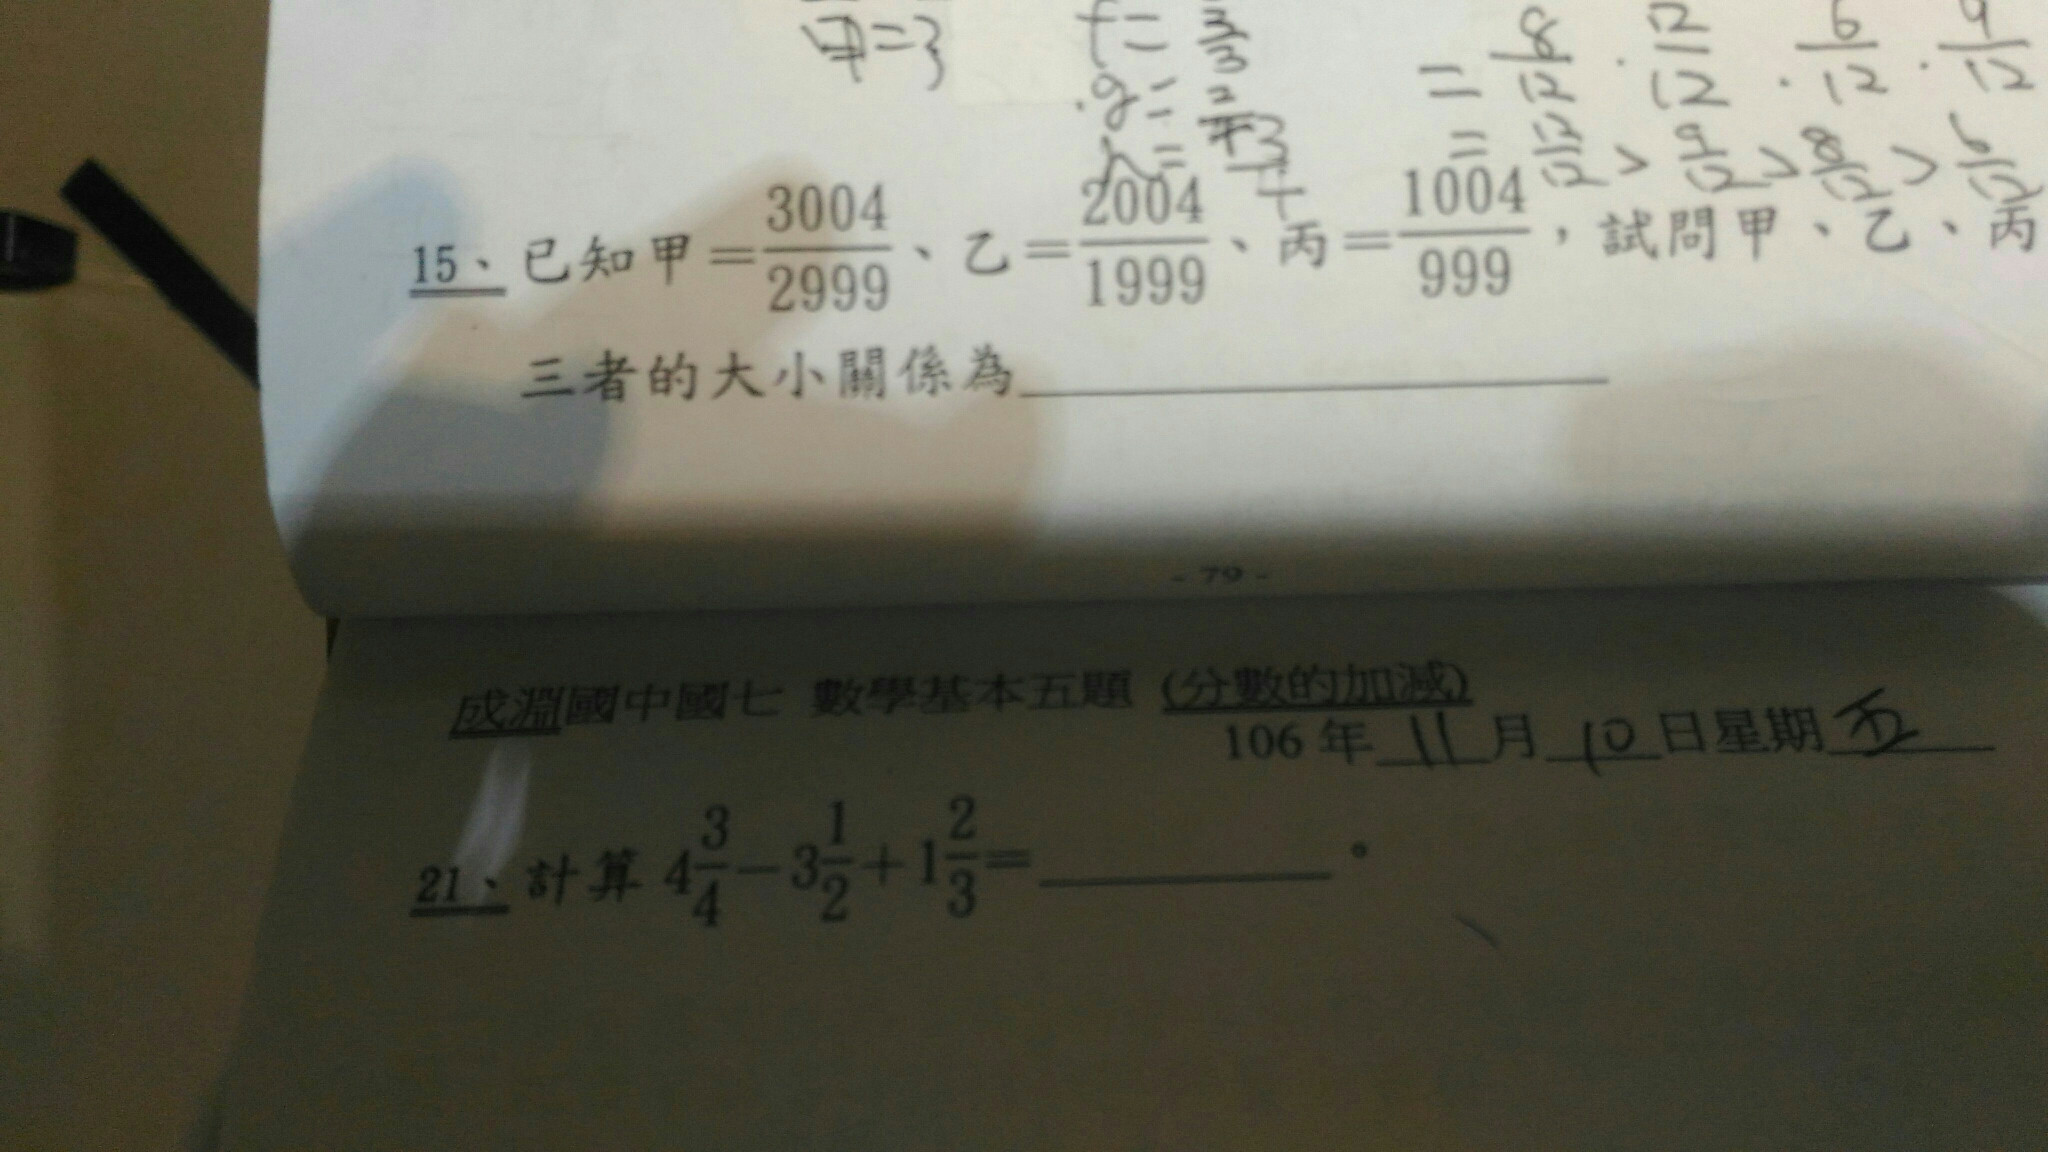 甲=3
= 8/12 . 12/12 . 6/12 . 9/12
= 12/12 > 9/12 > 8/12 > 6/12
15、已知甲=3004/2999、乙=2004/1999、丙=1004/999，試問甲、乙、丙
三者的大小關係為
- 79 -
成淵國中國七 數學基本五題 (分數的加減)
106 年 11 月 10 日星期五
21、計算 4 3/4−3 1/2+1 2/3= 。